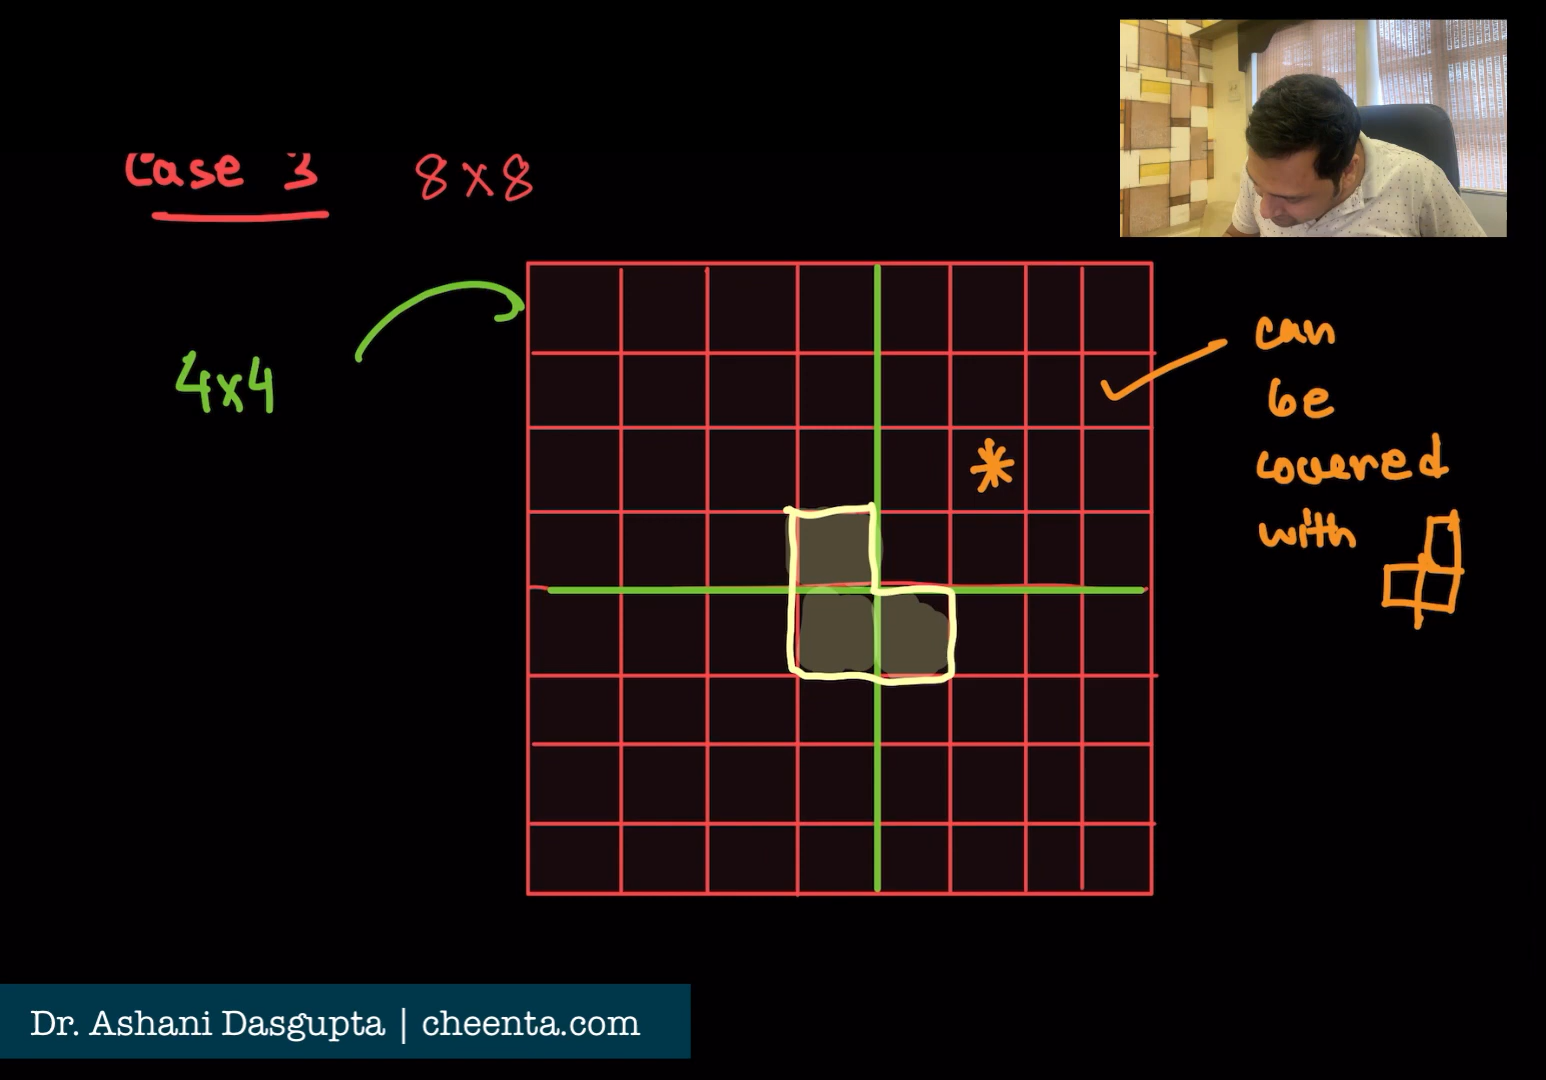 Case 3 8x8
4x4
can
be
covered
with
Dr. Ashani Dasgupta | cheenta.com